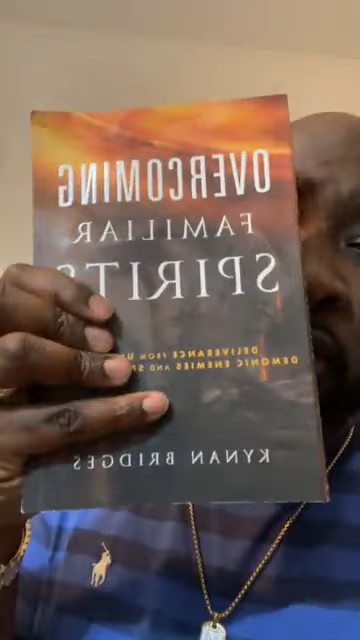 OVERCOMING
FAMILIAR
SPIRITS
DELIVERANCE FROM
DEMONIC ENEMIES AND
KYNAN BRIDGES